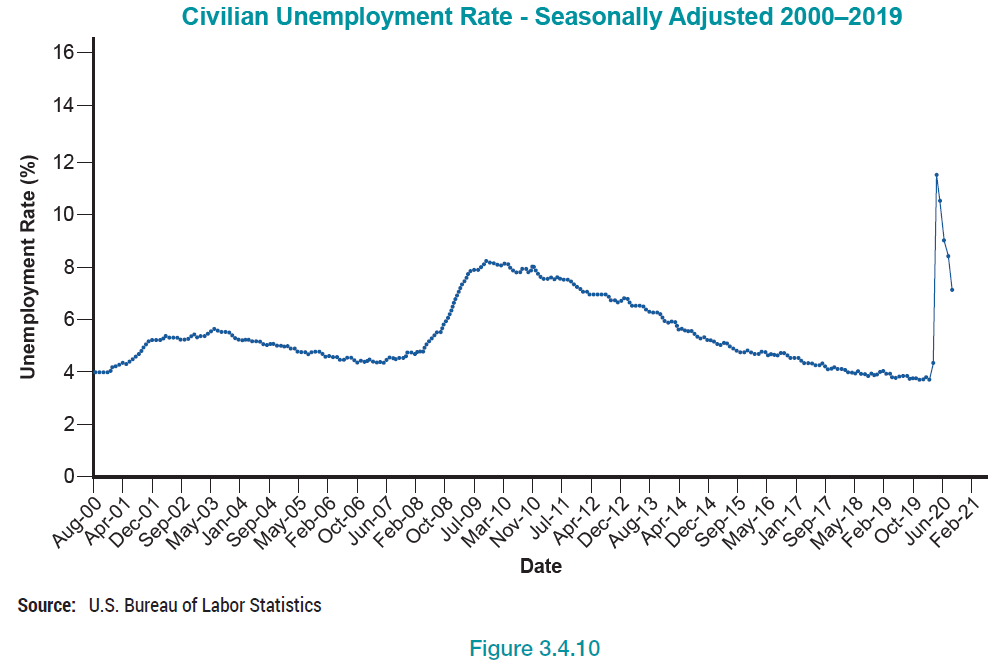 Civilian Unemployment Rate - Seasonally Adjusted 2000–2019
Unemployment Rate (%)
16
14
12
10
8
6
4
2
0
Aug-00
Apr-01
Dec-01
Sep-02
May-03
Jan-04
Sep-04
May-05
Feb-06
Oct-06
Jun-07
Feb-08
Oct-08
Jul-09
Mar-10
Nov-10
Jul-11
Apr-12
Dec-12
Aug-13
Apr-14
Dec-14
Sep-15
May-16
Jan-17
Sep-17
May-18
Feb-19
Oct-19
Jun-20
Feb-21
Date
Source: U.S. Bureau of Labor Statistics
Figure 3.4.10